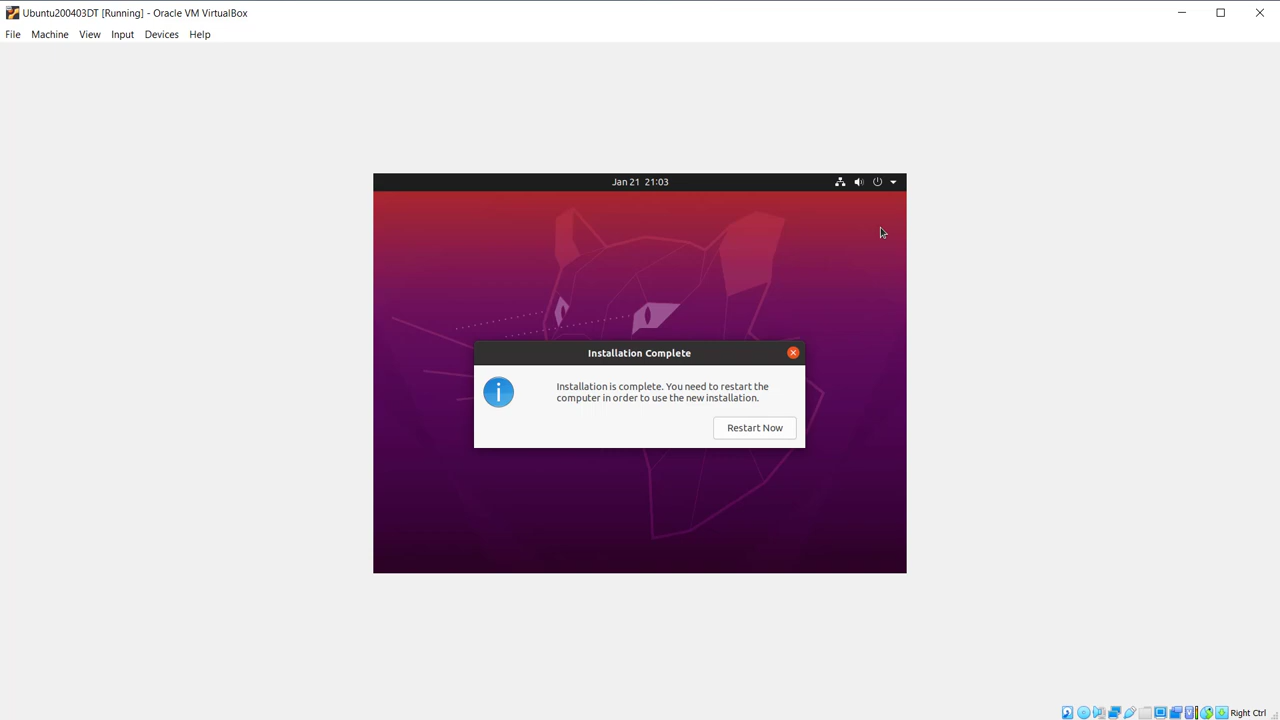 Ubuntu200403DT [Running] - Oracle VM VirtualBox
File Machine View Input Devices Help
Jan 21 21:03
Installation Complete
Installation is complete. You need to restart the
computer in order to use the new installation.
Restart Now
Right Ctrl